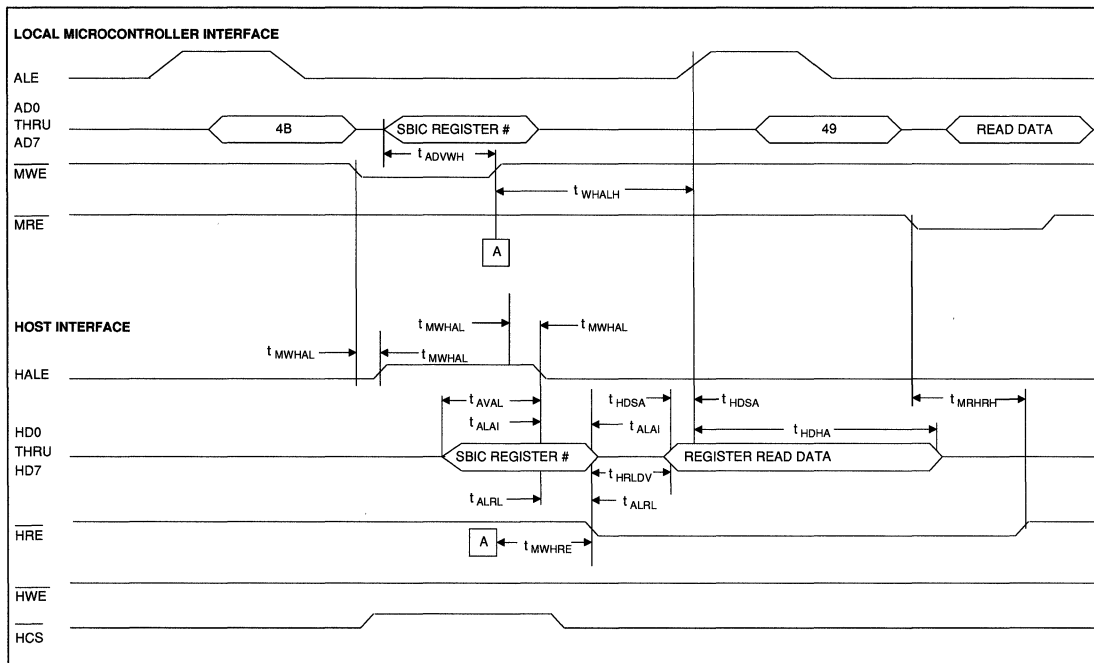 LOCAL MICROCONTROLLER INTERFACE
ALE
AD0
THRU
AD7
4B
SBIC REGISTER #
49
READ DATA
t ADVWH
MWE
t WHALH
MRE
A
HOST INTERFACE
t MWHAL
t MWHAL
t MWHAL
t MWHAL
HALE
t AVAL
t HDSA
t HDSA
t MRHRH
t ALAI
t ALAI
t HDHA
HD0
THRU
HD7
SBIC REGISTER #
REGISTER READ DATA
t HRLDV
t ALRL
t ALRL
HRE
A
t MWHRE
HWE
HCS